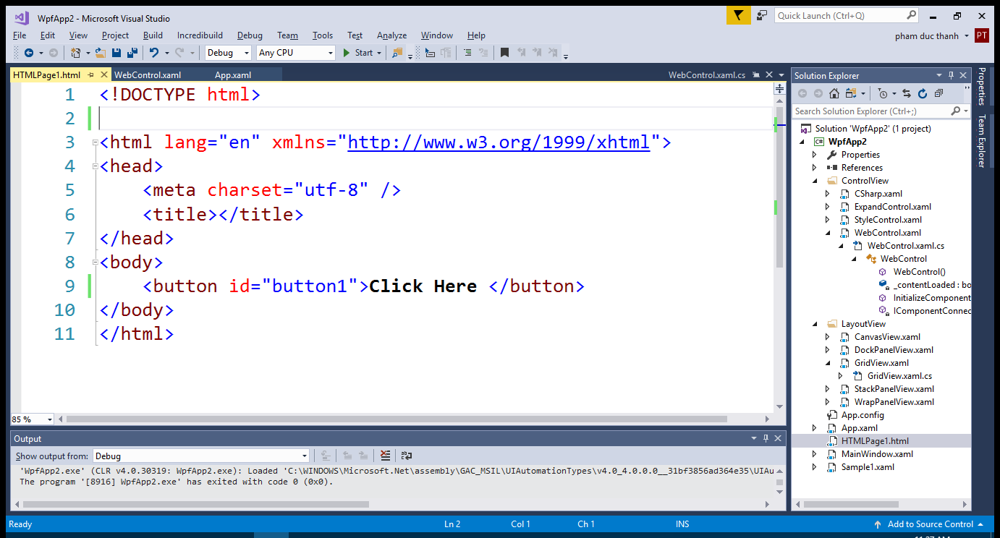 WpfApp2 - Microsoft Visual Studio
Quick Launch (Ctrl+Q)
File Edit View Project Build Incredibuild Debug Team Tools Test Analyze Window Help
pham duc thanh PT
Debug Any CPU Start
HTMLPage1.html WebControl.xaml App.xaml WebControl.xaml.cs
1 <!DOCTYPE html>
2
3 <html lang="en" xmlns="http://www.w3.org/1999/xhtml">
4 <head>
5 <meta charset="utf-8" />
6 <title></title>
7 </head>
8 <body>
9 <button id="button1">Click Here </button>
10 </body>
11 </html>
85 %
Output
Show output from: Debug
'WpfApp2.exe' (CLR v4.0.30319: WpfApp2.exe): Loaded 'C:\WINDOWS\Microsoft.Net\assembly\GAC_MSIL\UIAutomationTypes\v4.0_4.0.0.0__31bf3856ad364e35\UIAu
The program '[8916] WpfApp2.exe' has exited with code 0 (0x0).
Solution Explorer
Search Solution Explorer (Ctrl+;)
Solution 'WpfApp2' (1 project)
C# WpfApp2
Properties
References
ControlView
CSharp.xaml
ExpandControl.xaml
StyleControl.xaml
WebControl.xaml
WebControl.xaml.cs
WebControl
WebControl()
_contentLoaded : bo
InitializeComponent
IComponentConnec
LayoutView
CanvasView.xaml
DockPanelView.xaml
GridView.xaml
GridView.xaml.cs
StackPanelView.xaml
WrapPanelView.xaml
App.config
App.xaml
HTMLPage1.html
MainWindow.xaml
Sample1.xaml
Properties
Team Explorer
Ready Ln 2 Col 1 Ch 1 INS Add to Source Control